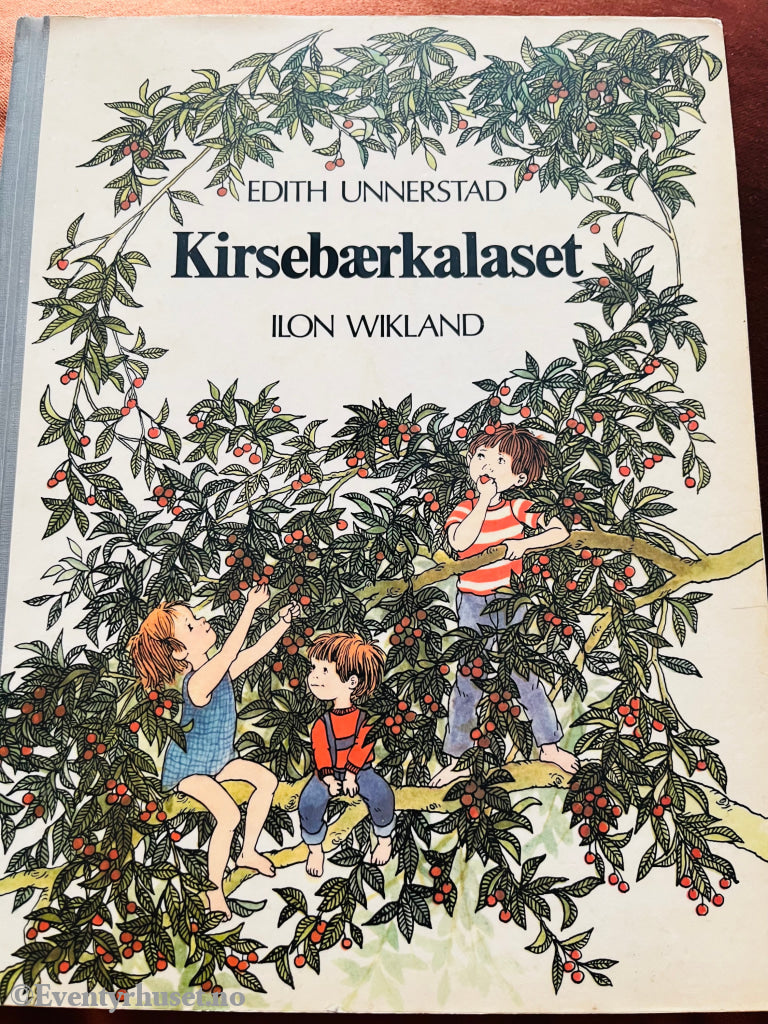 EDITH UNNERSTAD
Kirsebærkalaset
ILON WIKLAND
©Eventyrhuset.no